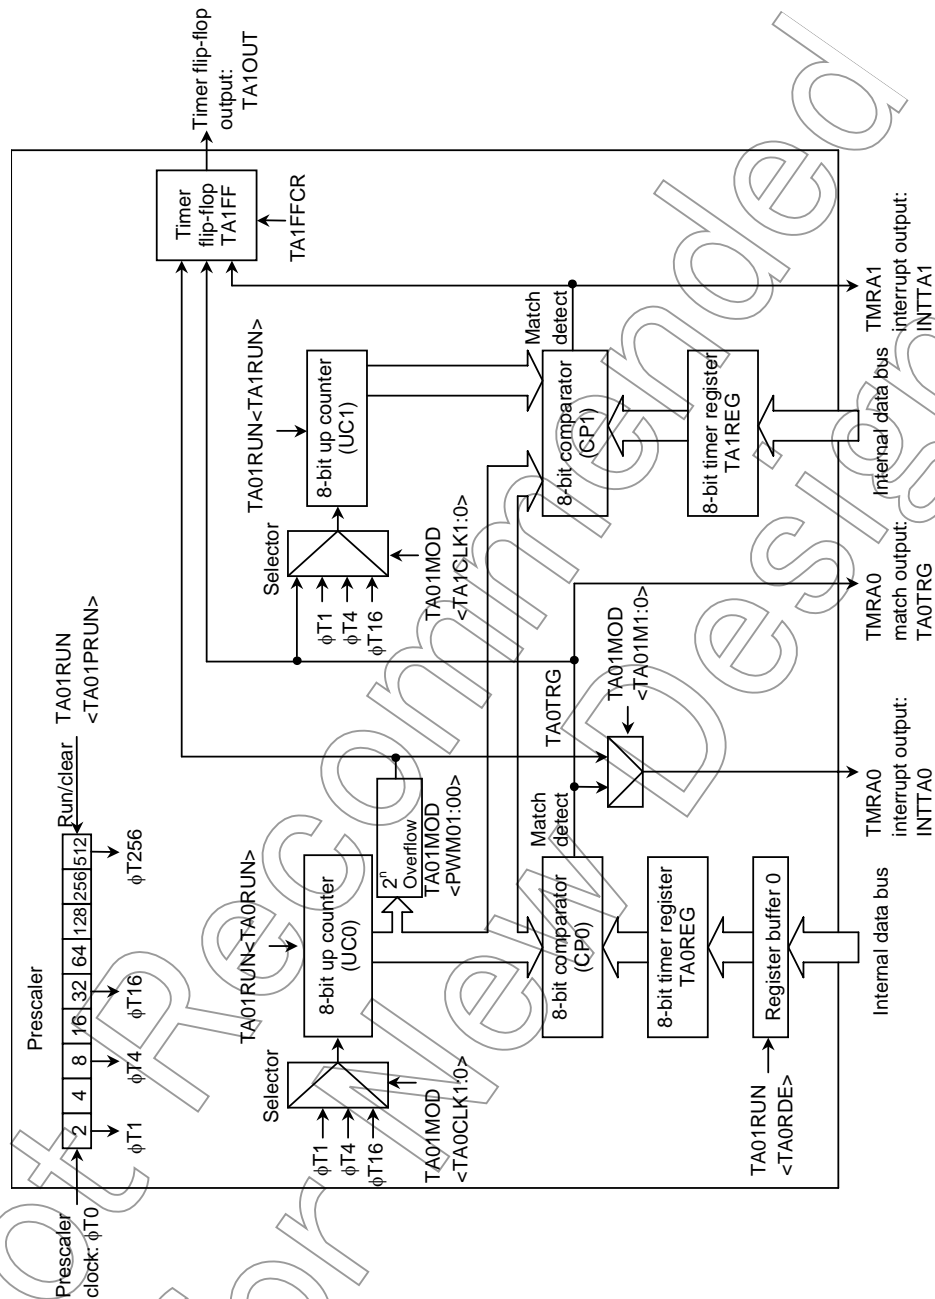 Prescaler
clock: ϕT0
Prescaler
2 4 8 16 32 64 128 256 512
ϕT1
ϕT4
ϕT16
ϕT256
Run/clear
TA01RUN
<TA01PRUN>
Timer flip-flop
output:
TA1OUT
Timer
flip-flop
TA1FF
TA1FFCR
Selector
ϕT1
ϕT4
ϕT16
TA01MOD
<TA0CLK1:0>
TA01RUN<TA0RUN>
8-bit up counter
(UC0)
2n
Overflow
TA01MOD
<PWM01:00>
Selector
ϕT1
ϕT4
ϕT16
TA01MOD
<TA1CLK1:0>
TA01RUN<TA1RUN>
8-bit up counter
(UC1)
8-bit comparator
(CP0)
Match
detect
TA0TRG
8-bit comparator
(CP1)
Match
detect
8-bit timer register
TA0REG
TA01MOD
<TA01M1:0>
8-bit timer register
TA1REG
TA01RUN
<TA0RDE>
Register buffer 0
Internal data bus
TMRA0
interrupt output:
INTTA0
TMRA0
match output:
TA0TRG
Internal data bus
TMRA1
interrupt output:
INTTA1
Not Recommended
for New Design